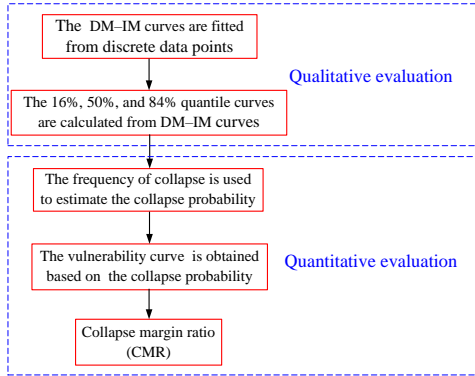 The DM–IM curves are fitted
from discrete data points
Qualitative evaluation
The 16%, 50%, and 84% quantile curves
are calculated from DM–IM curves
The frequency of collapse is used
to estimate the collapse probability
The vulnerability curve is obtained
based on the collapse probability
Quantitative evaluation
Collapse margin ratio
(CMR)